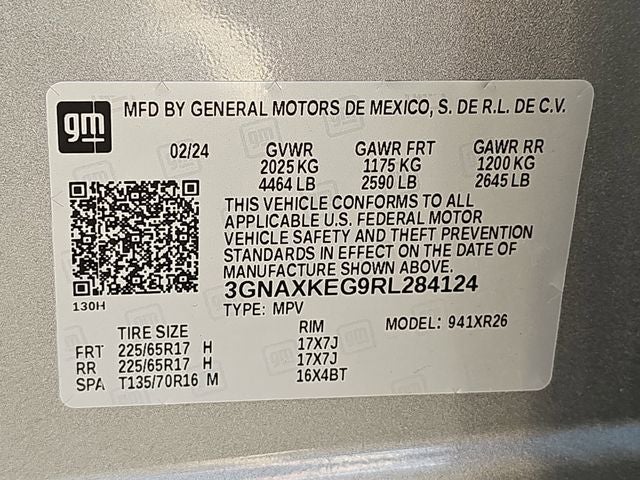 gm MFD BY GENERAL MOTORS DE MEXICO, S. DE R.L. DE C.V.
02/24 GVWR GAWR FRT GAWR RR
2025 KG 1175 KG 1200 KG
4464 LB 2590 LB 2645 LB
THIS VEHICLE CONFORMS TO ALL
APPLICABLE U.S. FEDERAL MOTOR
VEHICLE SAFETY AND THEFT PREVENTION
STANDARDS IN EFFECT ON THE DATE OF
MANUFACTURE SHOWN ABOVE.
130H
3GNAXKEG9RL284124
TYPE: MPV MODEL: 941XR26
TIRE SIZE RIM
FRT 225/65R17 H 17X7J
RR 225/65R17 H 17X7J
SPA T135/70R16 M 16X4BT